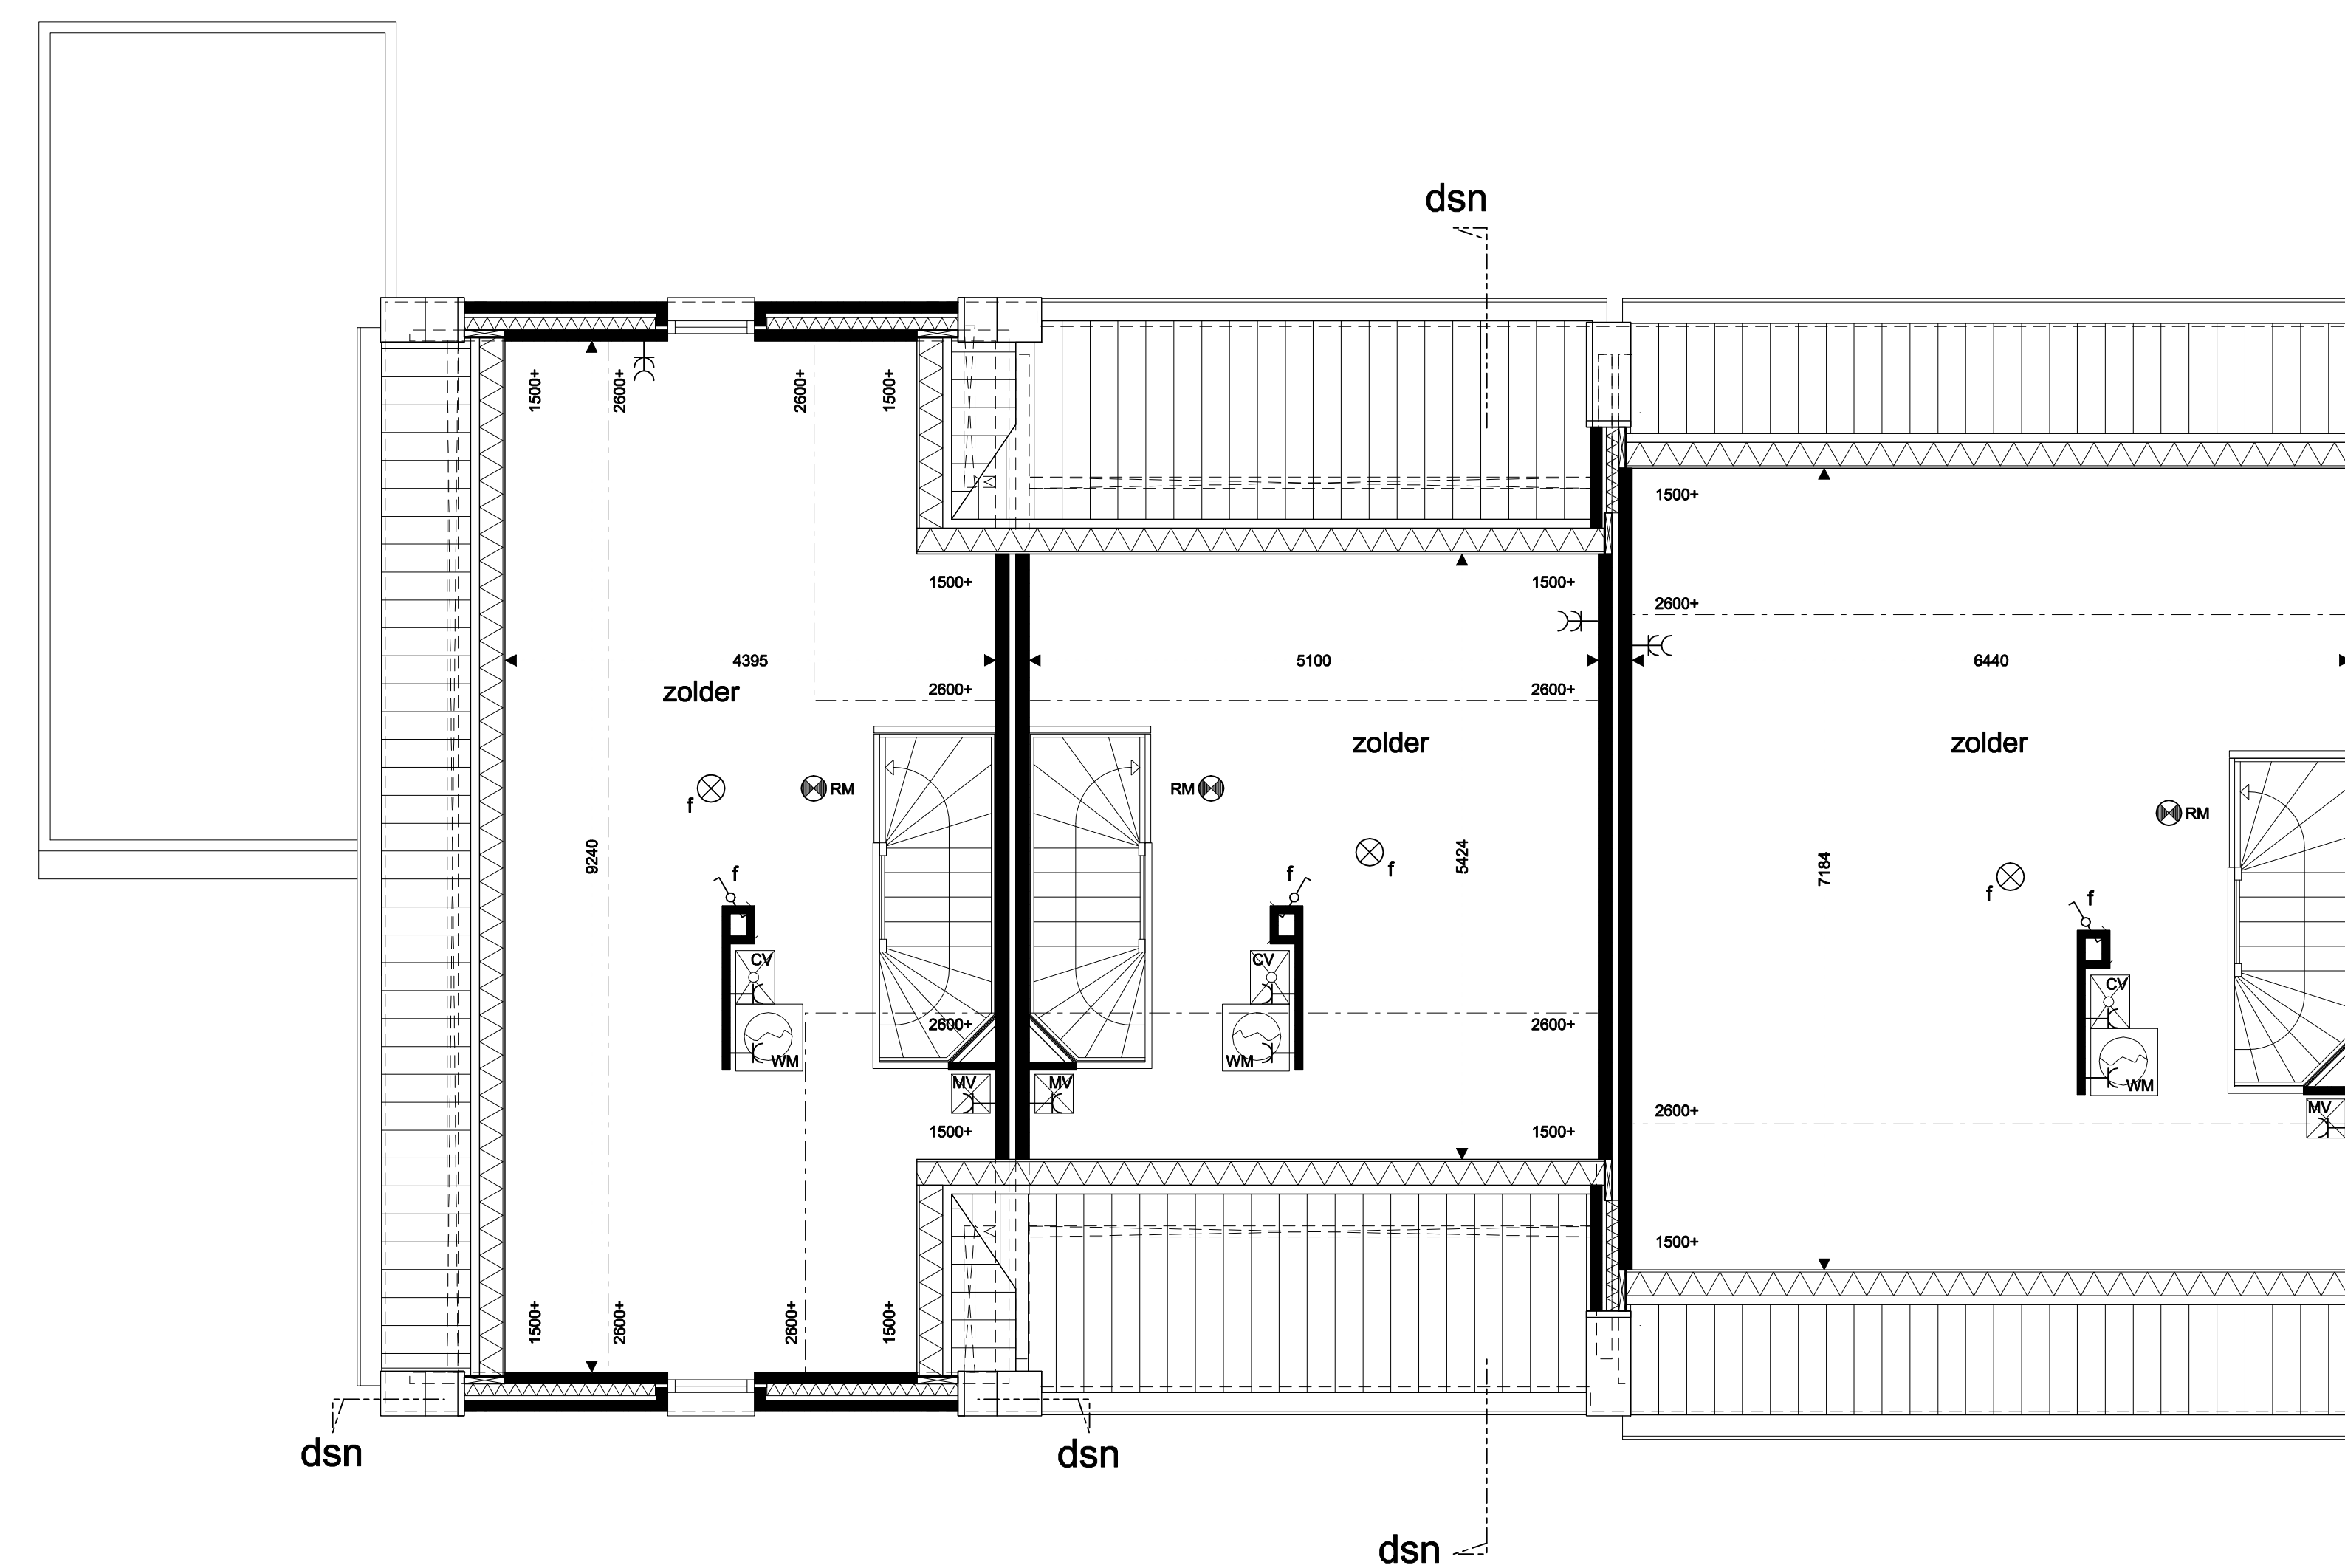 dsn
1500+
2600+
2600+
1500+
1500+
1500+
1500+
2600+
4395
5100
6440
zolder
2600+
2600+
zolder
zolder
RM
RM
RM
f
f
f
9240
5424
7184
f
f
f
CV
CV
CV
2600+
2600+
WM
WM
WM
MV
MV
MV
2600+
1500+
1500+
1500+
1500+
2600+
2600+
1500+
dsn
dsn
dsn